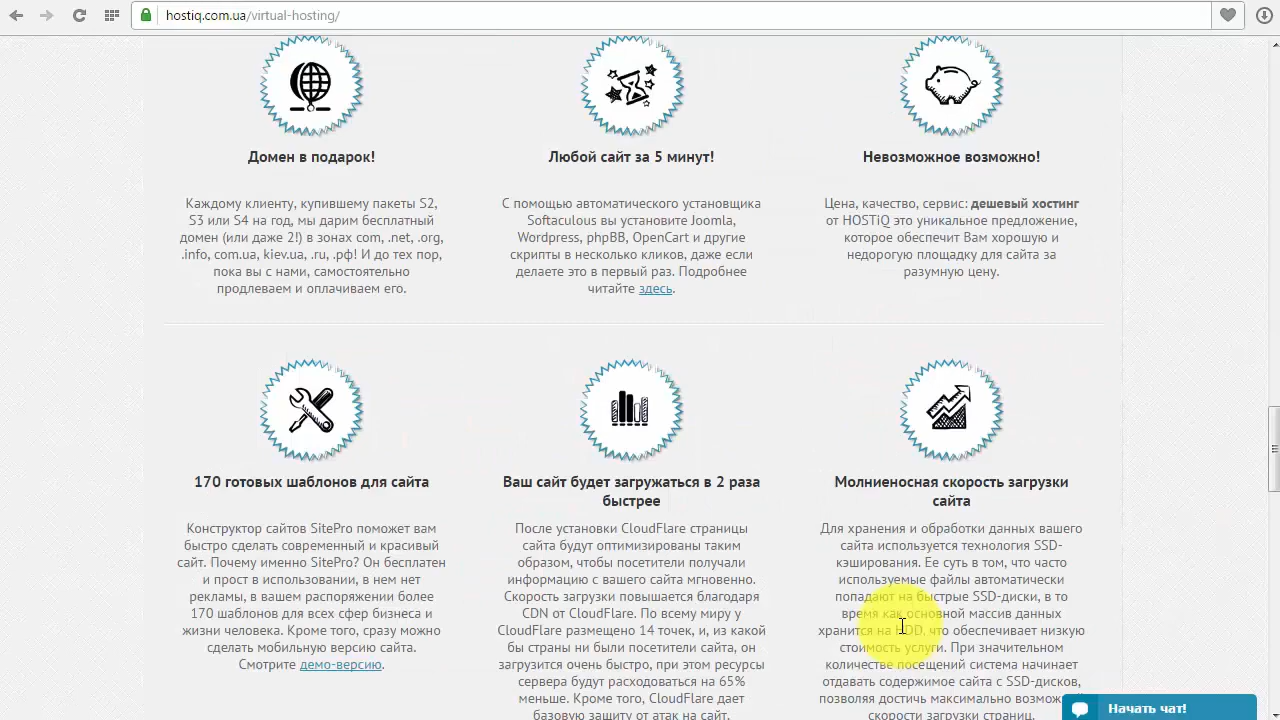 hostiq.com.ua/virtual-hosting/
Домен в подарок!
Каждому клиенту, купившему пакеты S2,
S3 или S4 на год, мы дарим бесплатный
домен (или даже 2!) в зонах com, .net, .org,
.info, com.ua, kiev.ua, .ru, .рф! И до тех пор,
пока вы с нами, самостоятельно
продлеваем и оплачиваем его.
Любой сайт за 5 минут!
С помощью автоматического установщика
Softaculous вы установите Joomla,
Wordpress, phpBB, OpenCart и другие
скрипты в несколько кликов, даже если
делаете это в первый раз. Подробнее
читайте здесь.
Невозможное возможно!
Цена, качество, сервис: дешевый хостинг
от HOSTiQ это уникальное предложение,
которое обеспечит Вам хорошую и
недорогую площадку для сайта за
разумную цену.
170 готовых шаблонов для сайта
Конструктор сайтов SitePro поможет вам
быстро сделать современный и красивый
сайт. Почему именно SitePro? Он бесплатен
и прост в использовании, в нем нет
рекламы, в вашем распоряжении более
170 шаблонов для всех сфер бизнеса и
жизни человека. Кроме того, сразу можно
сделать мобильную версию сайта.
Смотрите демо-версию.
Ваш сайт будет загружаться в 2 раза
быстрее
После установки CloudFlare страницы
сайта будут оптимизированы таким
образом, чтобы посетители получали
информацию с вашего сайта мгновенно.
Скорость загрузки повышается благодаря
CDN от CloudFlare. По всему миру у
CloudFlare размещено 14 точек, и, из какой
бы страны ни были посетители сайта, он
загрузится очень быстро, при этом ресурсы
сервера будут расходоваться на 65%
меньше. Кроме того, CloudFlare дает
базовую защиту от атак на сайт.
Молниеносная скорость загрузки
сайта
Для хранения и обработки данных вашего
сайта используется технология SSD-
кэширования. Ее суть в том, что часто
используемые файлы автоматически
попадают на быстрые SSD-диски, в то
время как основной массив данных
хранится на HDD, что обеспечивает низкую
стоимость услуги. При значительном
количестве посещений система начинает
отдавать содержимое сайта с SSD-дисков,
позволяя достичь максимально
скорости загрузки страниц.
Начать чат!